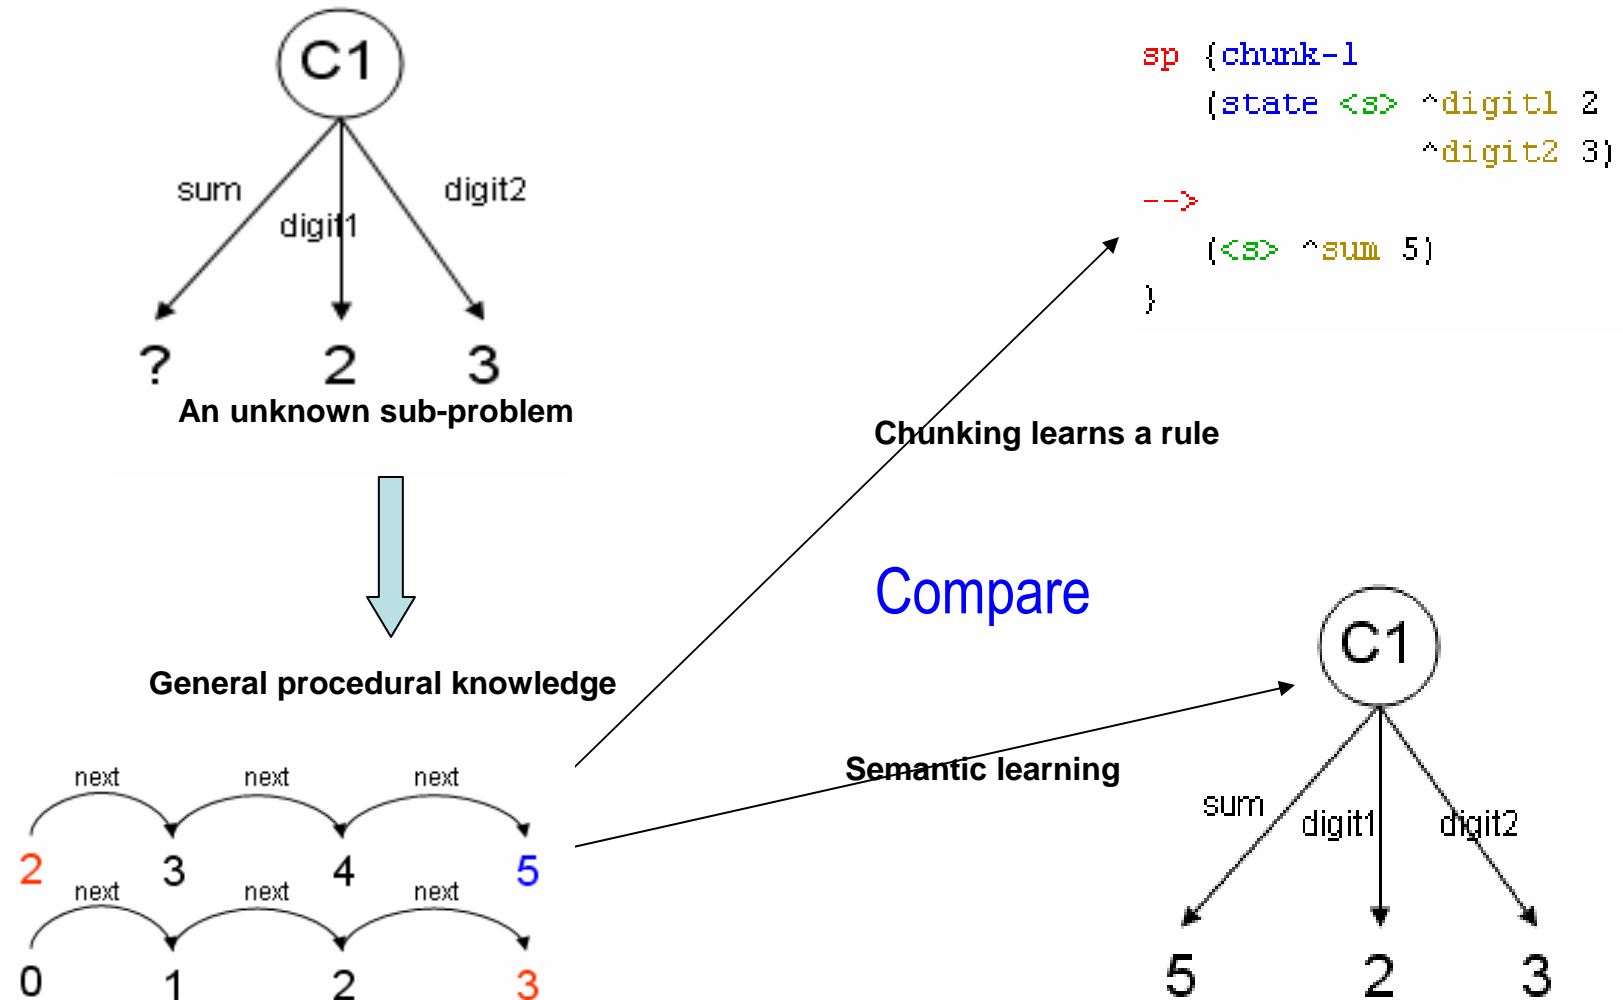 C1
sum
digit1
digit2
? 2 3
An unknown sub-problem
General procedural knowledge
next next next
2 3 4 5
next next next
0 1 2 3
sp {chunk-1
(state <s> ^digit1 2
^digit2 3)
-->
(<s> ^sum 5)
}
Chunking learns a rule
Compare
Semantic learning
C1
sum
digit1
digit2
5 2 3